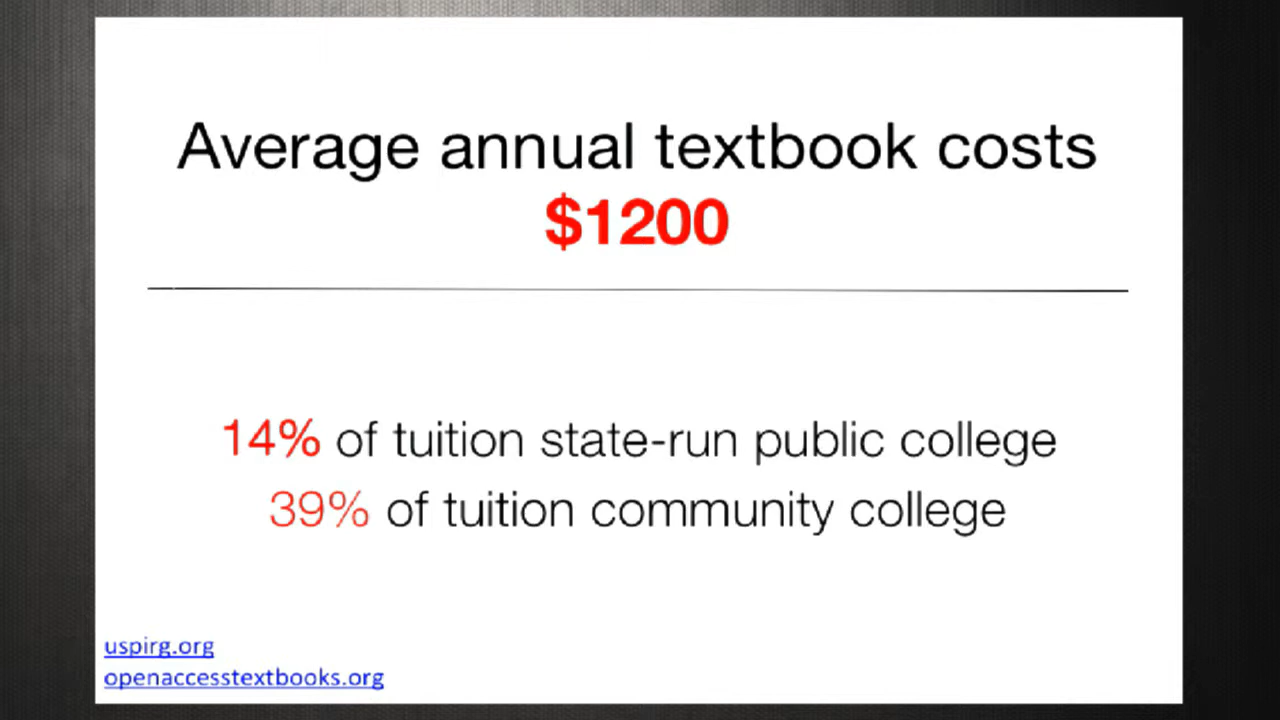 Average annual textbook costs
$1200
14% of tuition state-run public college
39% of tuition community college
uspirg.org
openaccesstextbooks.org